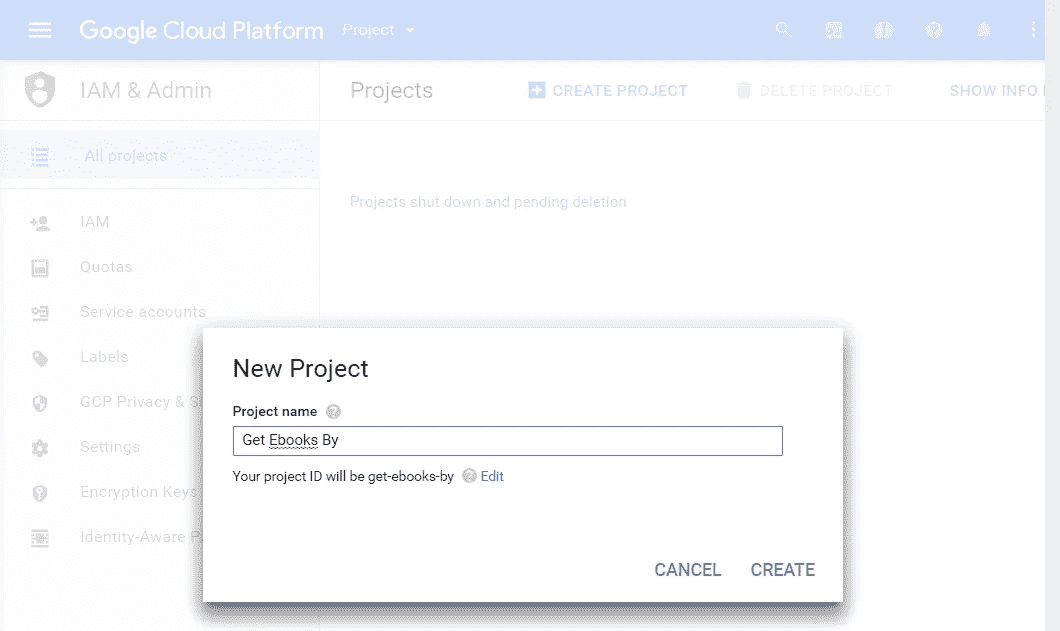 Google Cloud Platform Project
IAM & Admin
Projects CREATE PROJECT DELETE PROJECT SHOW INFO
All projects
Projects shut down and pending deletion
IAM
Quotas
Service accounts
Labels
GCP Privacy &
Settings
Encryption Keys
Identity-Aware
New Project
Project name
Get Ebooks By
Your project ID will be get-ebooks-by Edit
CANCEL CREATE